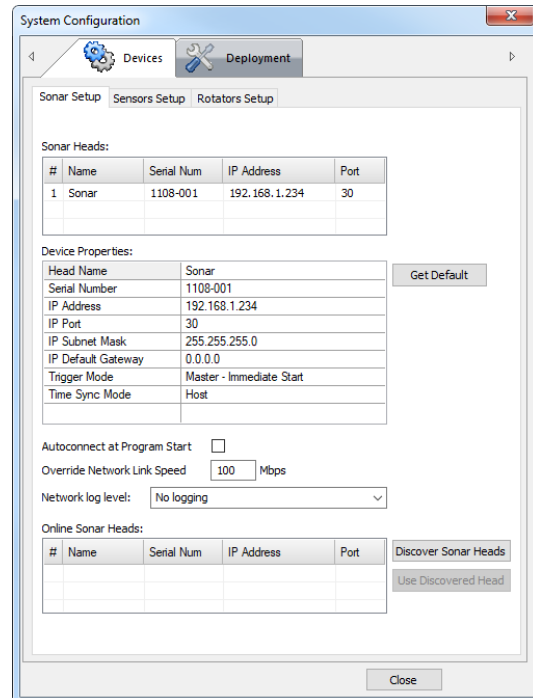 System Configuration
Devices Deployment
Sonar Setup Sensors Setup Rotators Setup
Sonar Heads:
# Name Serial Num IP Address Port
1 Sonar 1108-001 192.168.1.234 30
Device Properties:
Head Name Sonar Get Default
Serial Number 1108-001
IP Address 192.168.1.234
IP Port 30
IP Subnet Mask 255.255.255.0
IP Default Gateway 0.0.0.0
Trigger Mode Master - Immediate Start
Time Sync Mode Host
Autoconnect at Program Start
Override Network Link Speed 100 Mbps
Network log level: No logging
Online Sonar Heads:
# Name Serial Num IP Address Port Discover Sonar Heads
Use Discovered Head
Close